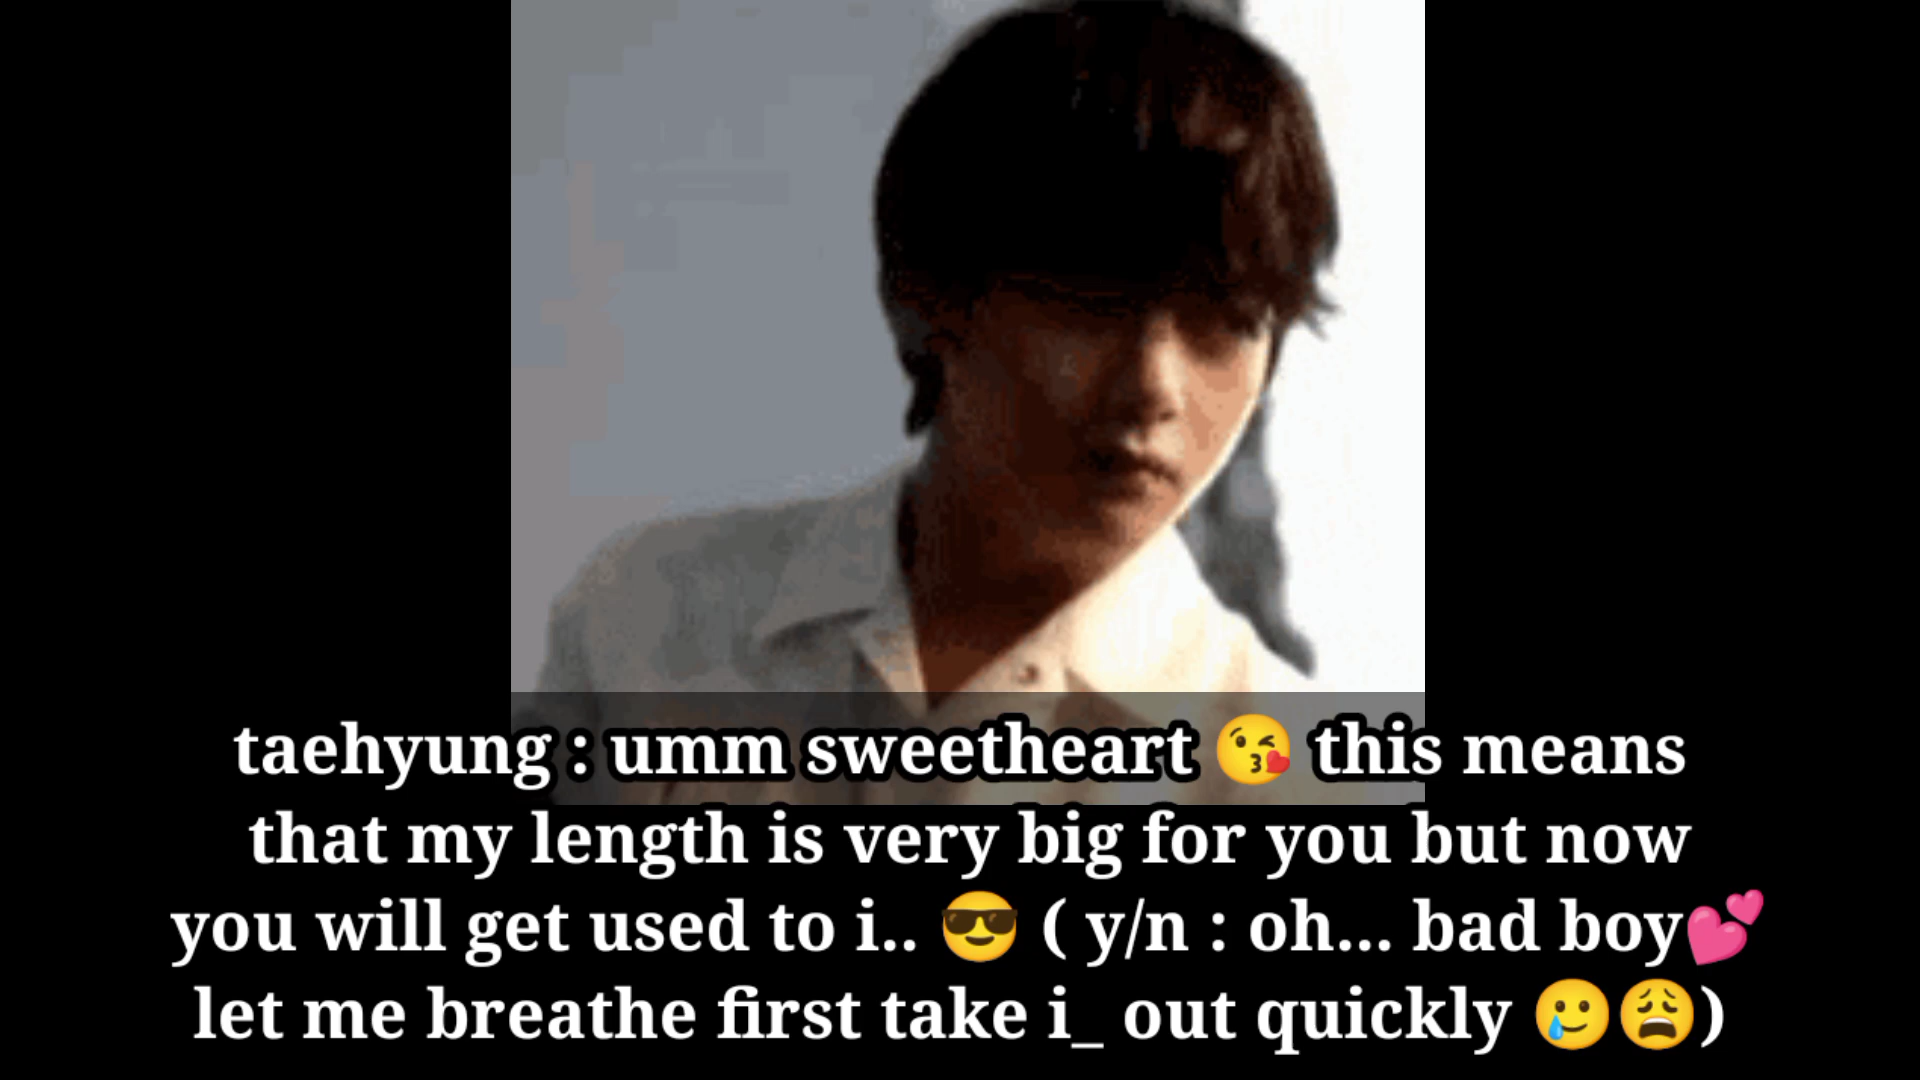 taehyung : umm sweetheart 😘 this means
that my length is very big for you but now
you will get used to i.. 😎 ( y/n : oh... bad boy💕
let me breathe first take i_ out quickly 🥲😩)